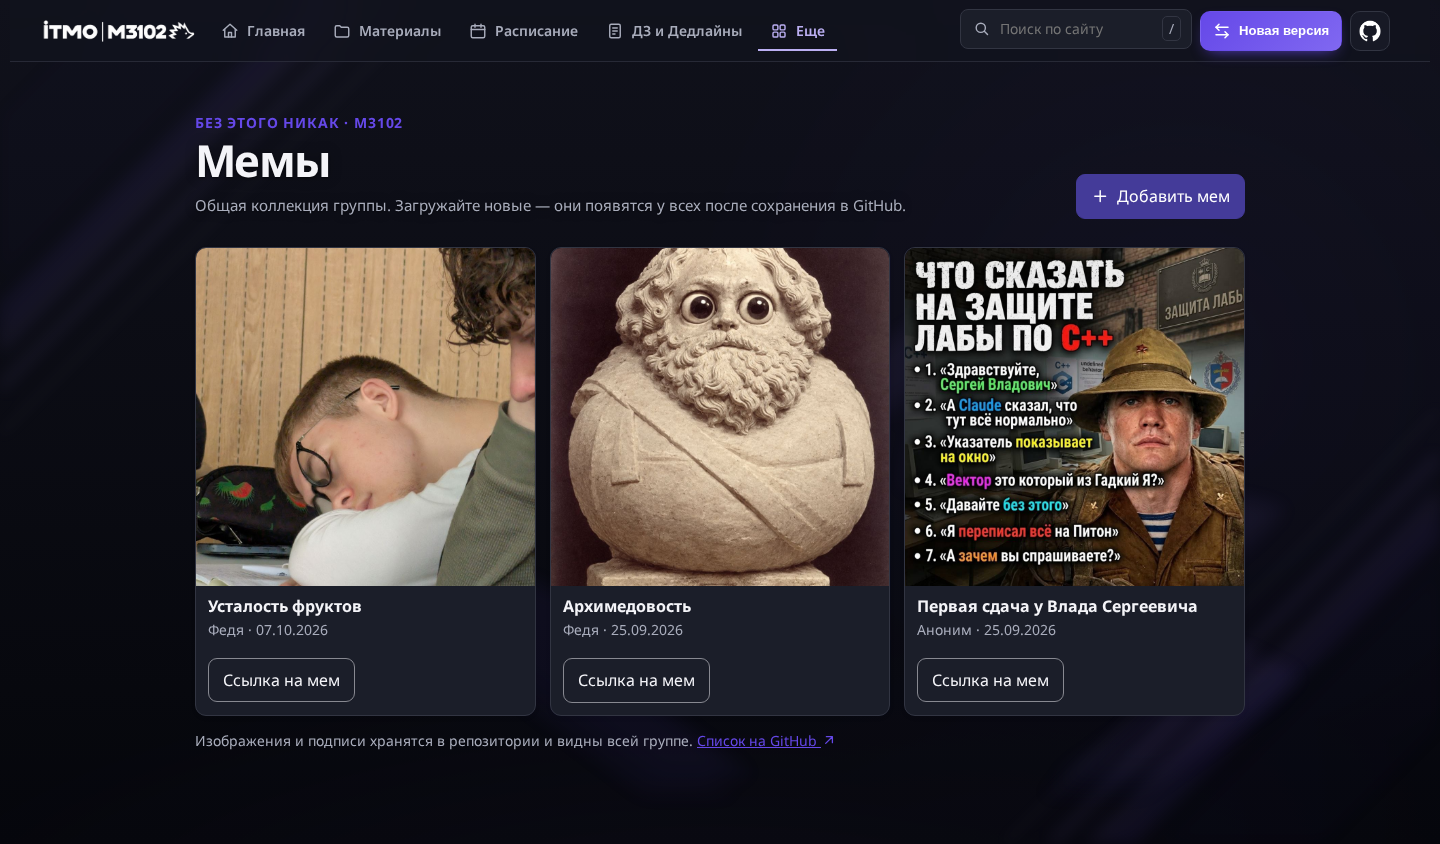 iTMO | M3102
Главная
Материалы
Расписание
ДЗ и Дедлайны
Еще
Поиск по сайту
/
Новая версия
БЕЗ ЭТОГО НИКАК · M3102
Мемы
Общая коллекция группы. Загружайте новые — они появятся у всех после сохранения в GitHub.
+ Добавить мем
ЧТО СКАЗАТЬ
НА ЗАЩИТЕ
ЛАБЫ ПО C++
ЗАЩИТА ЛАБЫ
• 1. «Здравствуйте,
Сергей Владович»
• 2. «А Claude сказал, что
тут всё нормально»
• 3. «Указатель показывает
на окно»
• 4. «Вектор это который из Гадкий Я?»
• 5. «Давайте без этого»
• 6. «Я переписал всё на Питон»
• 7. «А зачем вы спрашиваете?»
C++
Усталость фруктов
Федя · 07.10.2026
Ссылка на мем
Архимедовость
Федя · 25.09.2026
Ссылка на мем
Первая сдача у Влада Сергеевича
Аноним · 25.09.2026
Ссылка на мем
Изображения и подписи хранятся в репозитории и видны всей группе. Список на GitHub